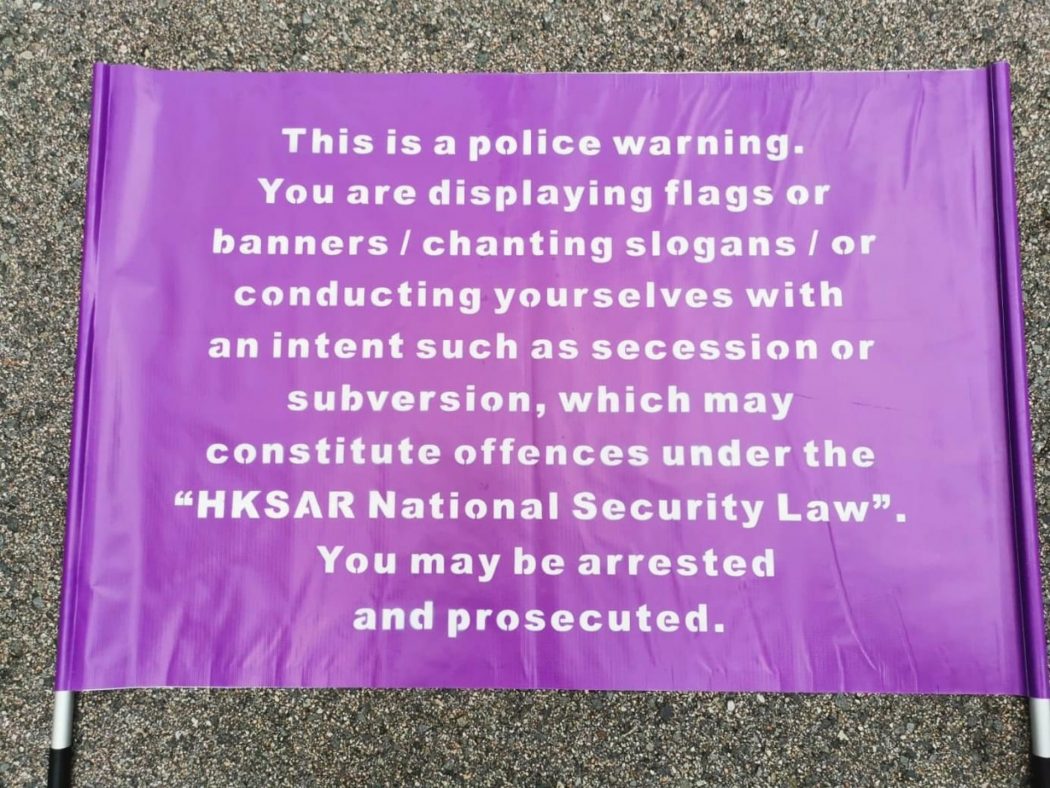 This is a police warning.
You are displaying flags or
banners / chanting slogans / or
conducting yourselves with
an intent such as secession or
subversion, which may
constitute offences under the
“HKSAR National Security Law”.
You may be arrested
and prosecuted.